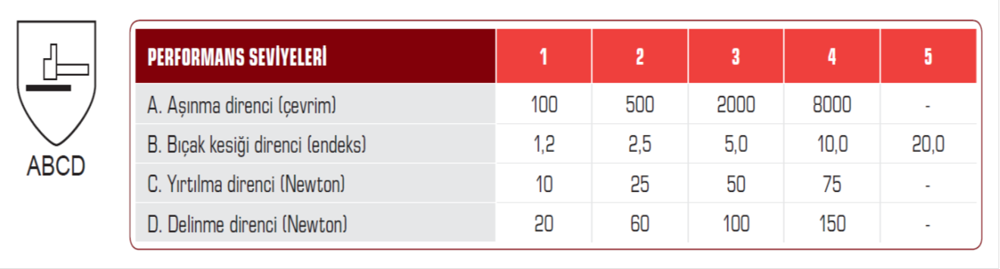 ABCD
PERFORMANS SEVİYELERİ 1 2 3 4 5
A. Aşınma direnci (çevrim) 100 500 2000 8000 -
B. Bıçak kesiği direnci (endeks) 1,2 2,5 5,0 10,0 20,0
C. Yırtılma direnci (Newton) 10 25 50 75 -
D. Delinme direnci (Newton) 20 60 100 150 -